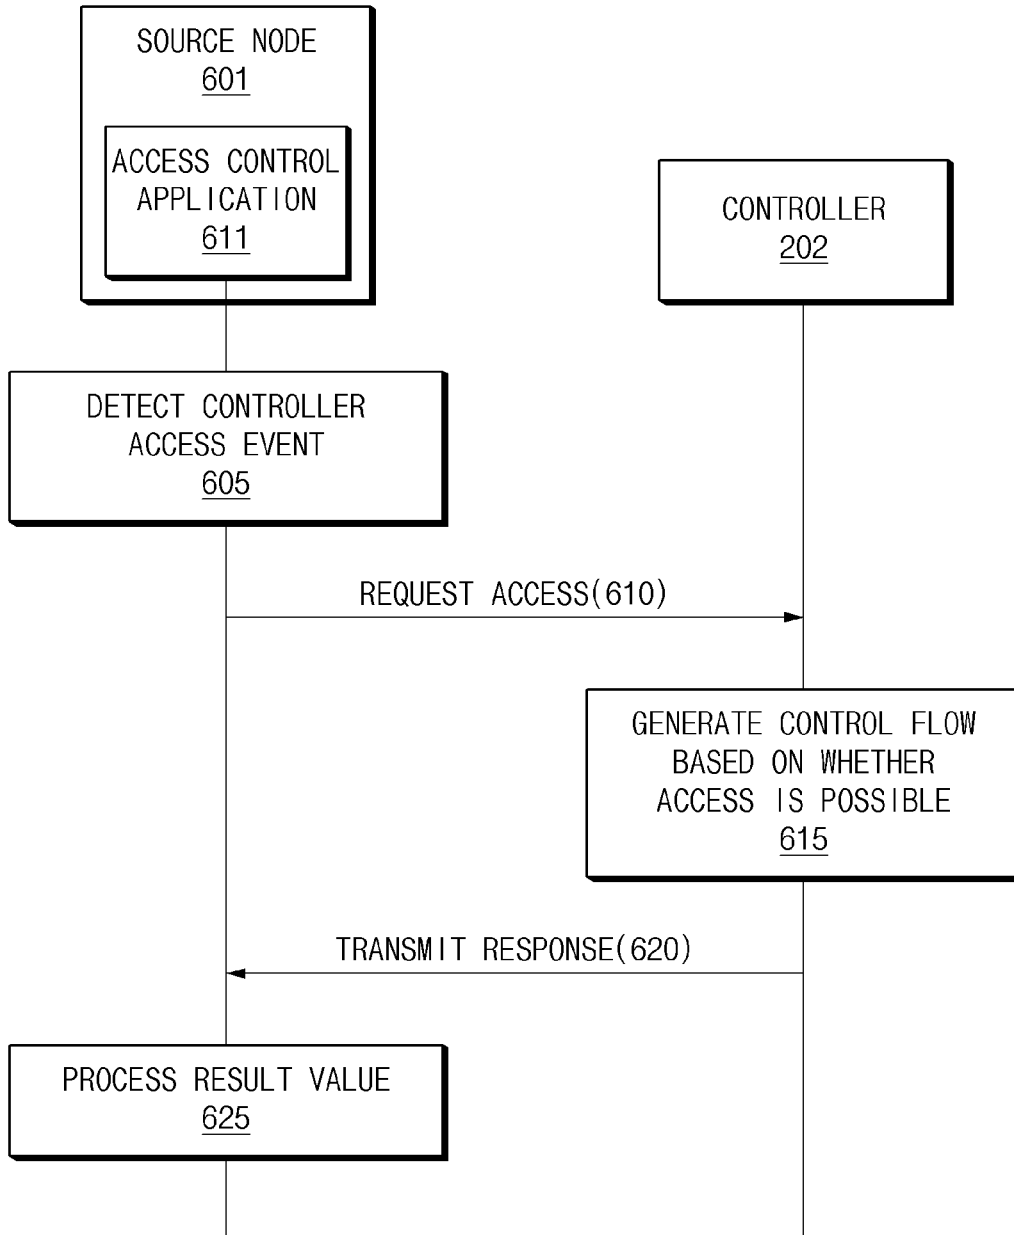 SOURCE NODE
601
ACCESS CONTROL
APPLICATION
611
CONTROLLER
202
DETECT CONTROLLER
ACCESS EVENT
605
REQUEST ACCESS(610)
GENERATE CONTROL FLOW
BASED ON WHETHER
ACCESS IS POSSIBLE
615
TRANSMIT RESPONSE(620)
PROCESS RESULT VALUE
625